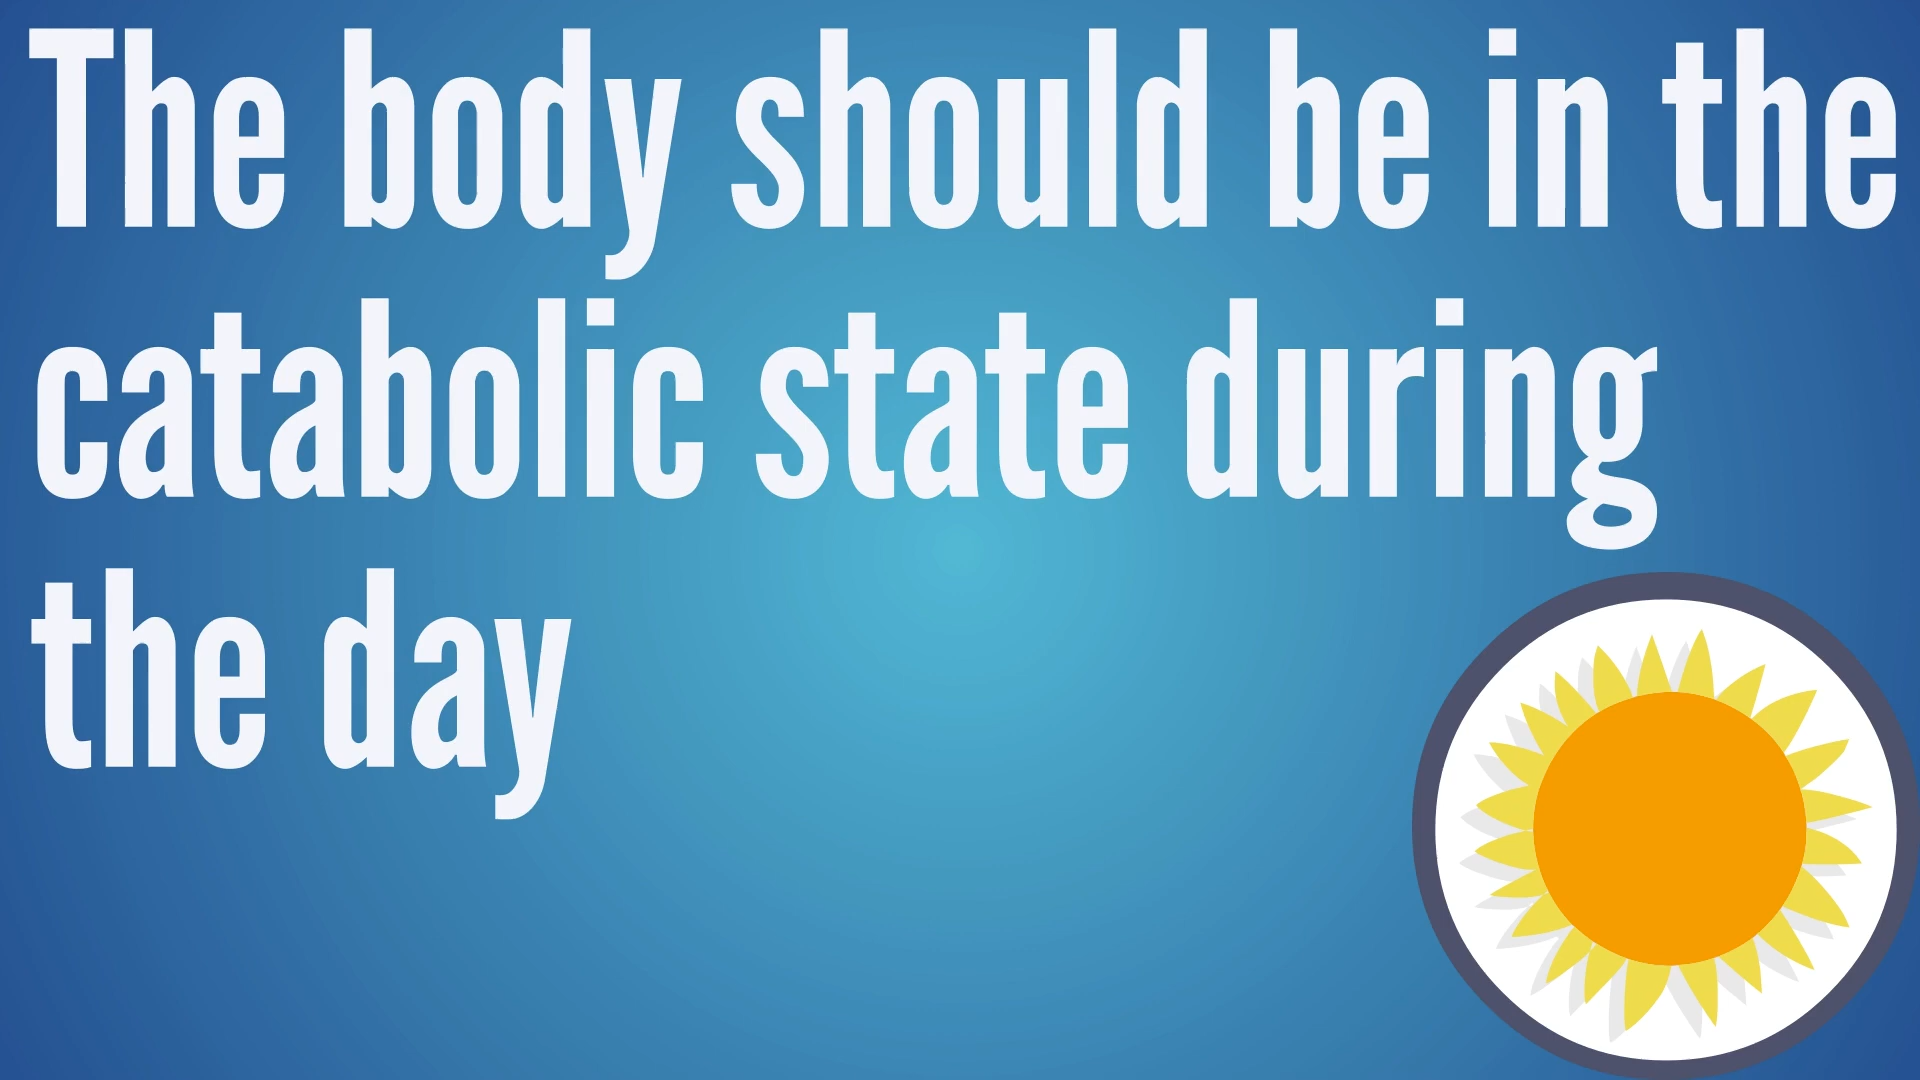 The body should be in the
catabolic state during
the day